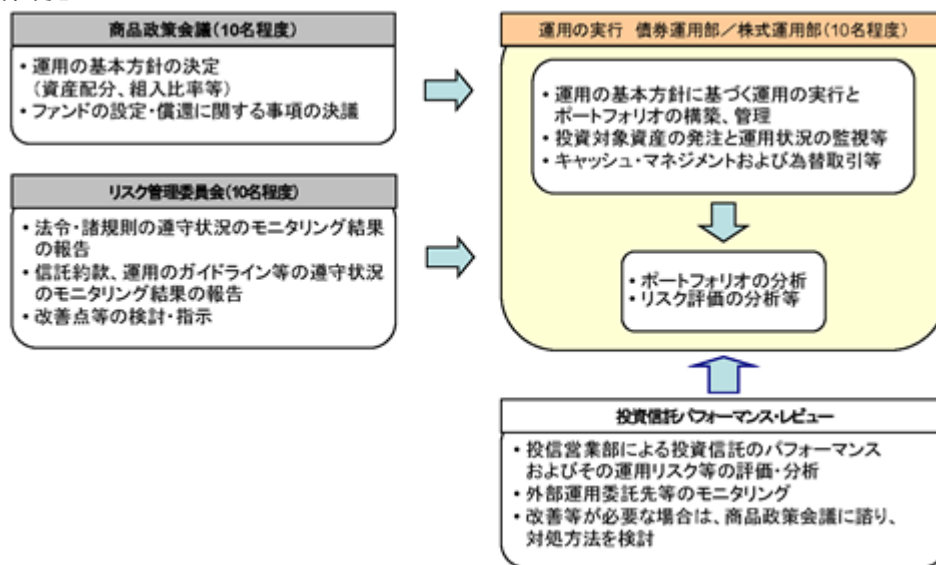 商品政策会議(10名程度)
• 運用の基本方針の決定
(資産配分、組入比率等)
• ファンドの設定・償還に関する事項の決議
リスク管理委員会(10名程度)
• 法令・諸規則の遵守状況のモニタリング結果
の報告
• 信託約款、運用のガイドライン等の遵守状況
のモニタリング結果の報告
• 改善点等の検討・指示
運用の実行 債券運用部/株式運用部(10名程度)
• 運用の基本方針に基づく運用の実行と
ポートフォリオの構築、管理
• 投資対象資産の発注と運用状況の監視等
• キャッシュ・マネジメントおよび為替取引等
• ポートフォリオの分析
• リスク評価の分析等
投資信託パフォーマンス・レビュー
• 投信営業部による投資信託のパフォーマンス
およびその運用リスク等の評価・分析
• 外部運用委託先等のモニタリング
• 改善等が必要な場合は、商品政策会議に諮り、
対処方法を検討